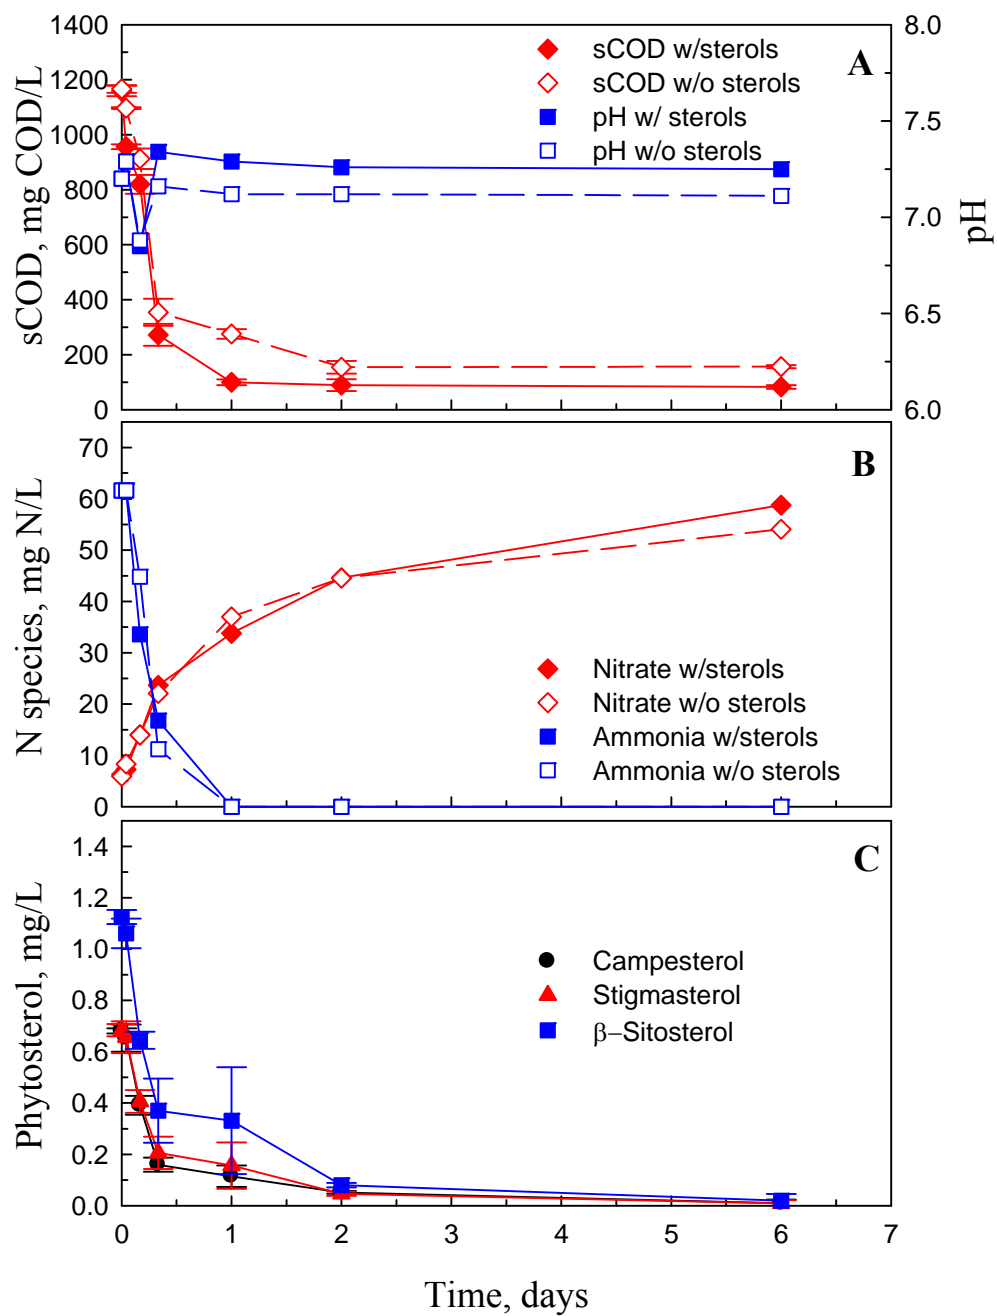 1400
1200
1000
800
600
400
200
0
sCOD, mg COD/L
sCOD w/sterols
sCOD w/o sterols
pH w/ sterols
pH w/o sterols
A
8.0
7.5
7.0
6.5
6.0
pH
70
60
50
40
30
20
10
0
N species, mg N/L
B
Nitrate w/sterols
Nitrate w/o sterols
Ammonia w/sterols
Ammonia w/o sterols
1.4
1.2
1.0
0.8
0.6
0.4
0.2
0.0
Phytosterol, mg/L
C
Campesterol
Stigmasterol
β–Sitosterol
0 1 2 3 4 5 6 7
Time, days